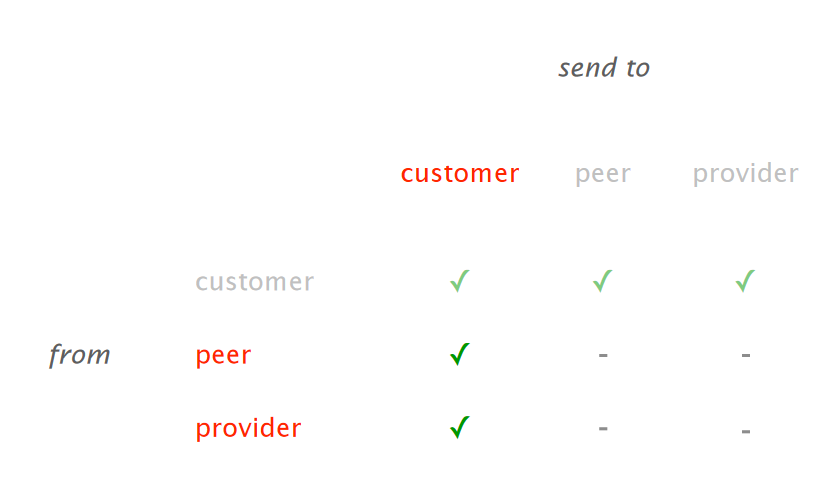 send to
customer peer provider
customer ✓ ✓ ✓
from peer ✓ - -
provider ✓ - -